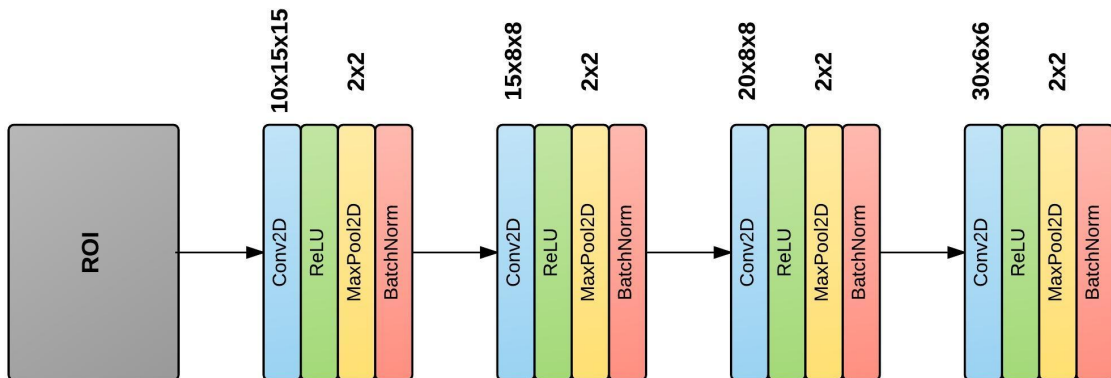 10x15x15
2x2
15x8x8
2x2
20x8x8
2x2
30x6x6
2x2
ROI
Conv2D
ReLU
MaxPool2D
BatchNorm
Conv2D
ReLU
MaxPool2D
BatchNorm
Conv2D
ReLU
MaxPool2D
BatchNorm
Conv2D
ReLU
MaxPool2D
BatchNorm